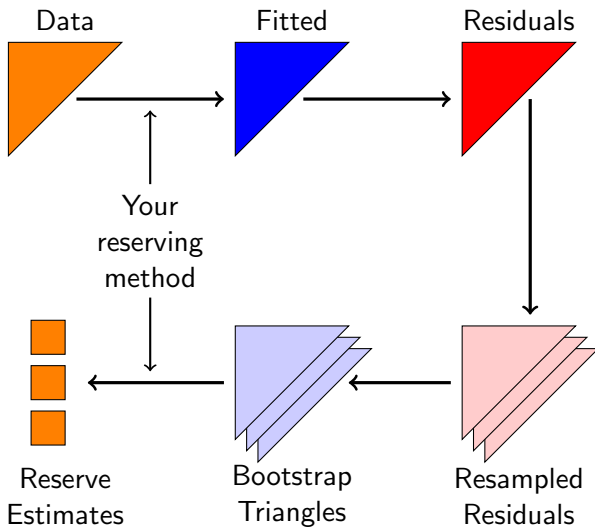 Data
Fitted
Residuals
Your
reserving
method
Reserve
Estimates
Bootstrap
Triangles
Resampled
Residuals